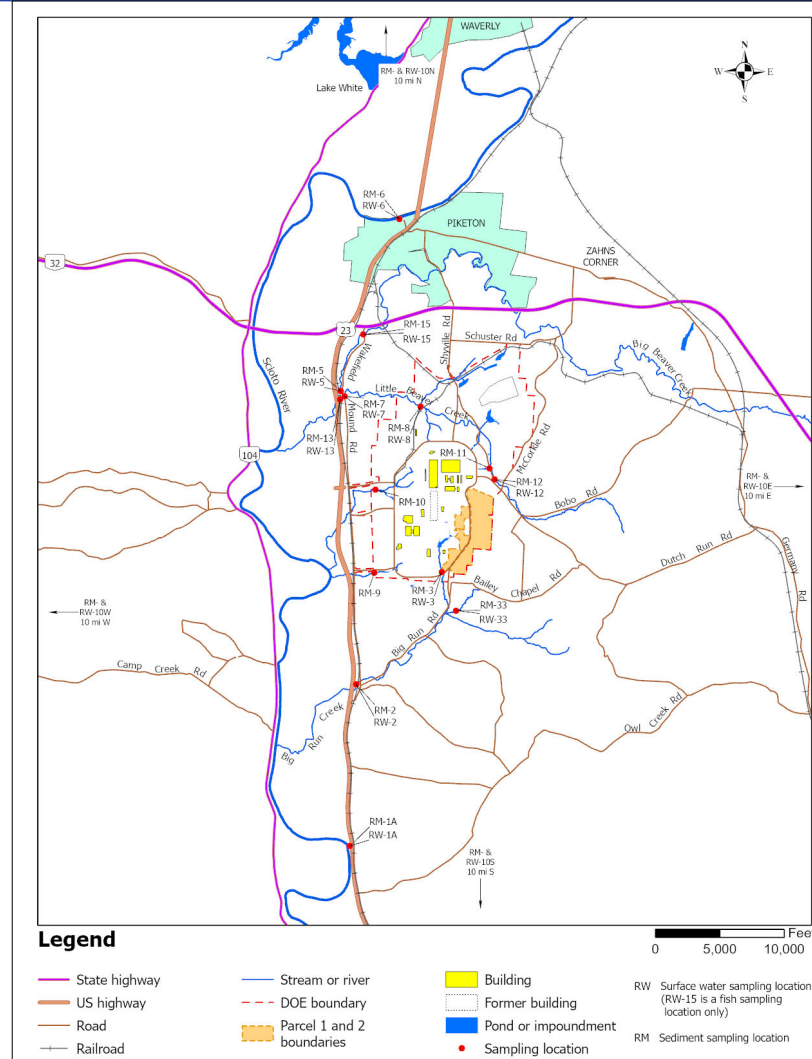 WAVERLY
RM- & RW-10N
10 mi N
Lake White
N
W
E
S
RM-6
RW-6
PIKETON
ZAHNS
CORNER
32
23
RM-15
RW-15
Schuster Rd
Shyville Rd
Wakefield
Mound Rd
Scioto River
Big Beaver
Creek
RM-5
RW-5
Little Beaver
Creek
RM-7
RW-7
RM-8
RW-8
RM-13
RW-13
McCorkle Rd
104
RM-11
RM-12
RW-12
RM- &
RW-10E
10 mi E
RM-10
Bobo Rd
Dutch Run Rd
Germany
Rd
RM-9
RM-3
RW-3
Bailey
Chapel Rd
RM-33
RW-33
RM- &
RW-10W
10 mi W
Big Run Rd
Camp Creek Rd
RM-2
RW-2
Big Run Creek
Owl Creek Rd
RM-1A
RW-1A
RM- &
RW-10S
10 mi S
Legend
Fee
0 5,000 10,000
State highway
US highway
Road
Railroad
Stream or river
DOE boundary
Parcel 1 and 2
boundaries
Building
Former building
Pond or impoundment
Sampling location
RW Surface water sampling location
(RW-15 is a fish sampling
location only)
RM Sediment sampling location